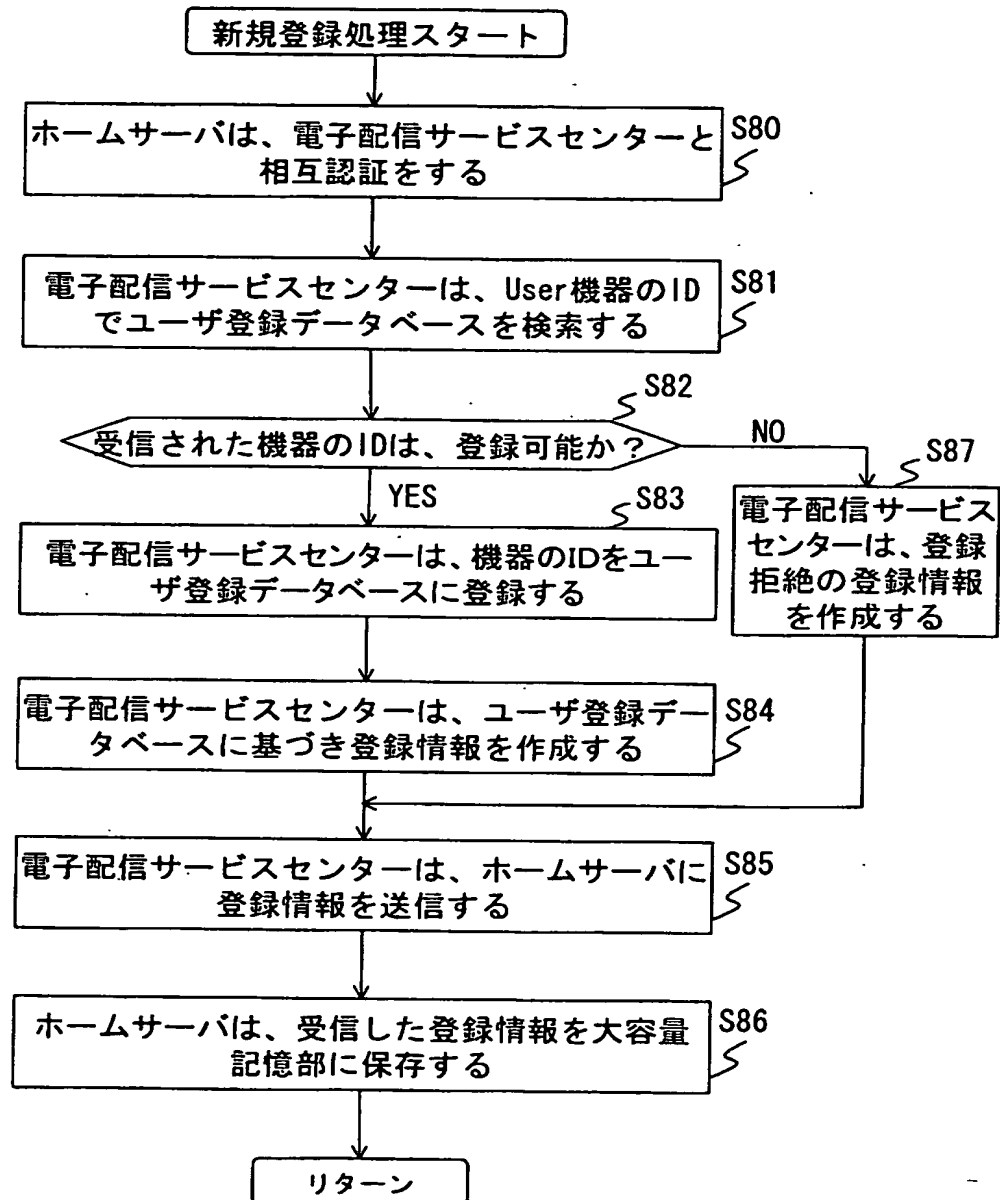 新規登録処理スタート
ホームサーバは、電子配信サービスセンターと
相互認証をする
S80
電子配信サービスセンターは、User機器のID
でユーザ登録データベースを検索する
S81
S82
受信された機器のIDは、登録可能か？
NO
YES
S87
電子配信サービス
センターは、登録
拒絶の登録情報
を作成する
S83
電子配信サービスセンターは、機器のIDをユー
ザ登録データベースに登録する
電子配信サービスセンターは、ユーザ登録デー
タベースに基づき登録情報を作成する
S84
電子配信サービスセンターは、ホームサーバに
登録情報を送信する
S85
ホームサーバは、受信した登録情報を大容量
記憶部に保存する
S86
リターン